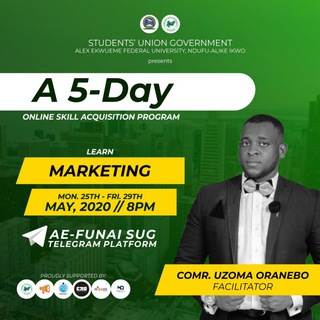 STUDENTS' UNION GOVERNMENT
ALEX EKWUEME FEDERAL UNIVERSITY, NDUFU-ALIKE IKWO
presents
A 5-Day
ONLINE SKILL ACQUISITION PROGRAM
LEARN
MARKETING
MON. 25TH - FRI. 29TH
MAY, 2020 // 8PM
AE-FUNAI SUG
TELEGRAM PLATFORM
PROUDLY SUPPORTED BY:
COMR. UZOMA ORANEBO
FACILITATOR